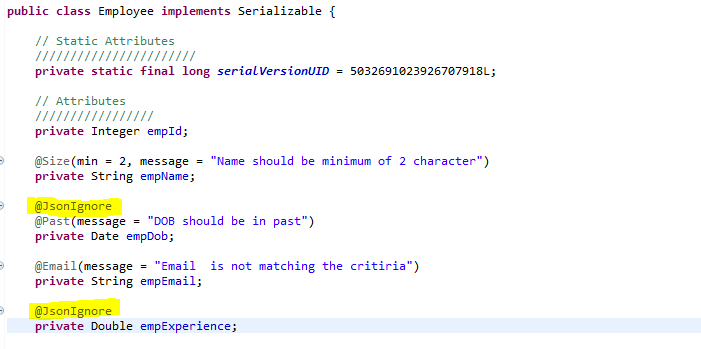 public class Employee implements Serializable {
// Static Attributes
///////////////////////
private static final long serialVersionUID = 5032691023926707918L;
// Attributes
/////////////////
private Integer empId;
@Size(min = 2, message = "Name should be minimum of 2 character")
private String empName;
@JsonIgnore
@Past(message = "DOB should be in past")
private Date empDob;
@Email(message = "Email  is not matching the critiria")
private String empEmail;
@JsonIgnore
private Double empExperience;